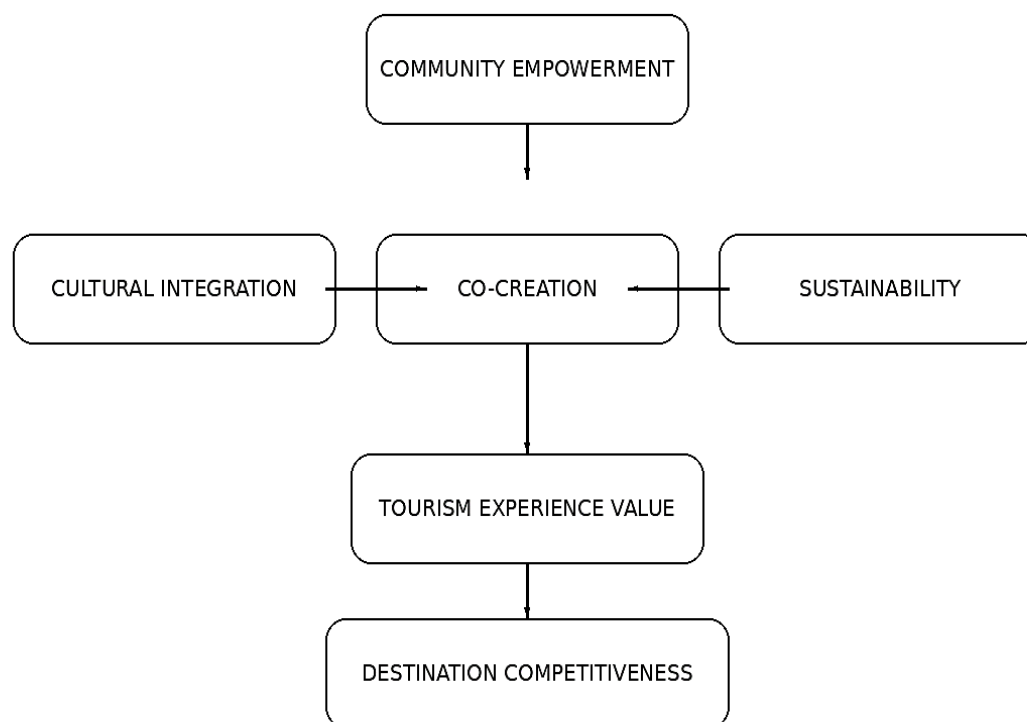 COMMUNITY EMPOWERMENT
CULTURAL INTEGRATION
CO-CREATION
SUSTAINABILITY
TOURISM EXPERIENCE VALUE
DESTINATION COMPETITIVENESS